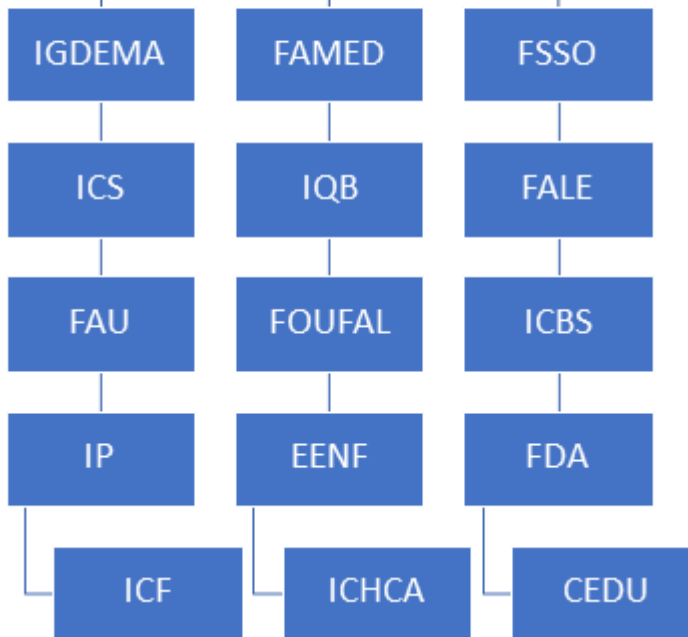 IGDEMA
FAMED
FSSO
ICS
IQB
FALE
FAU
FOUFAL
ICBS
IP
EENF
FDA
ICF
ICHCA
CEDU